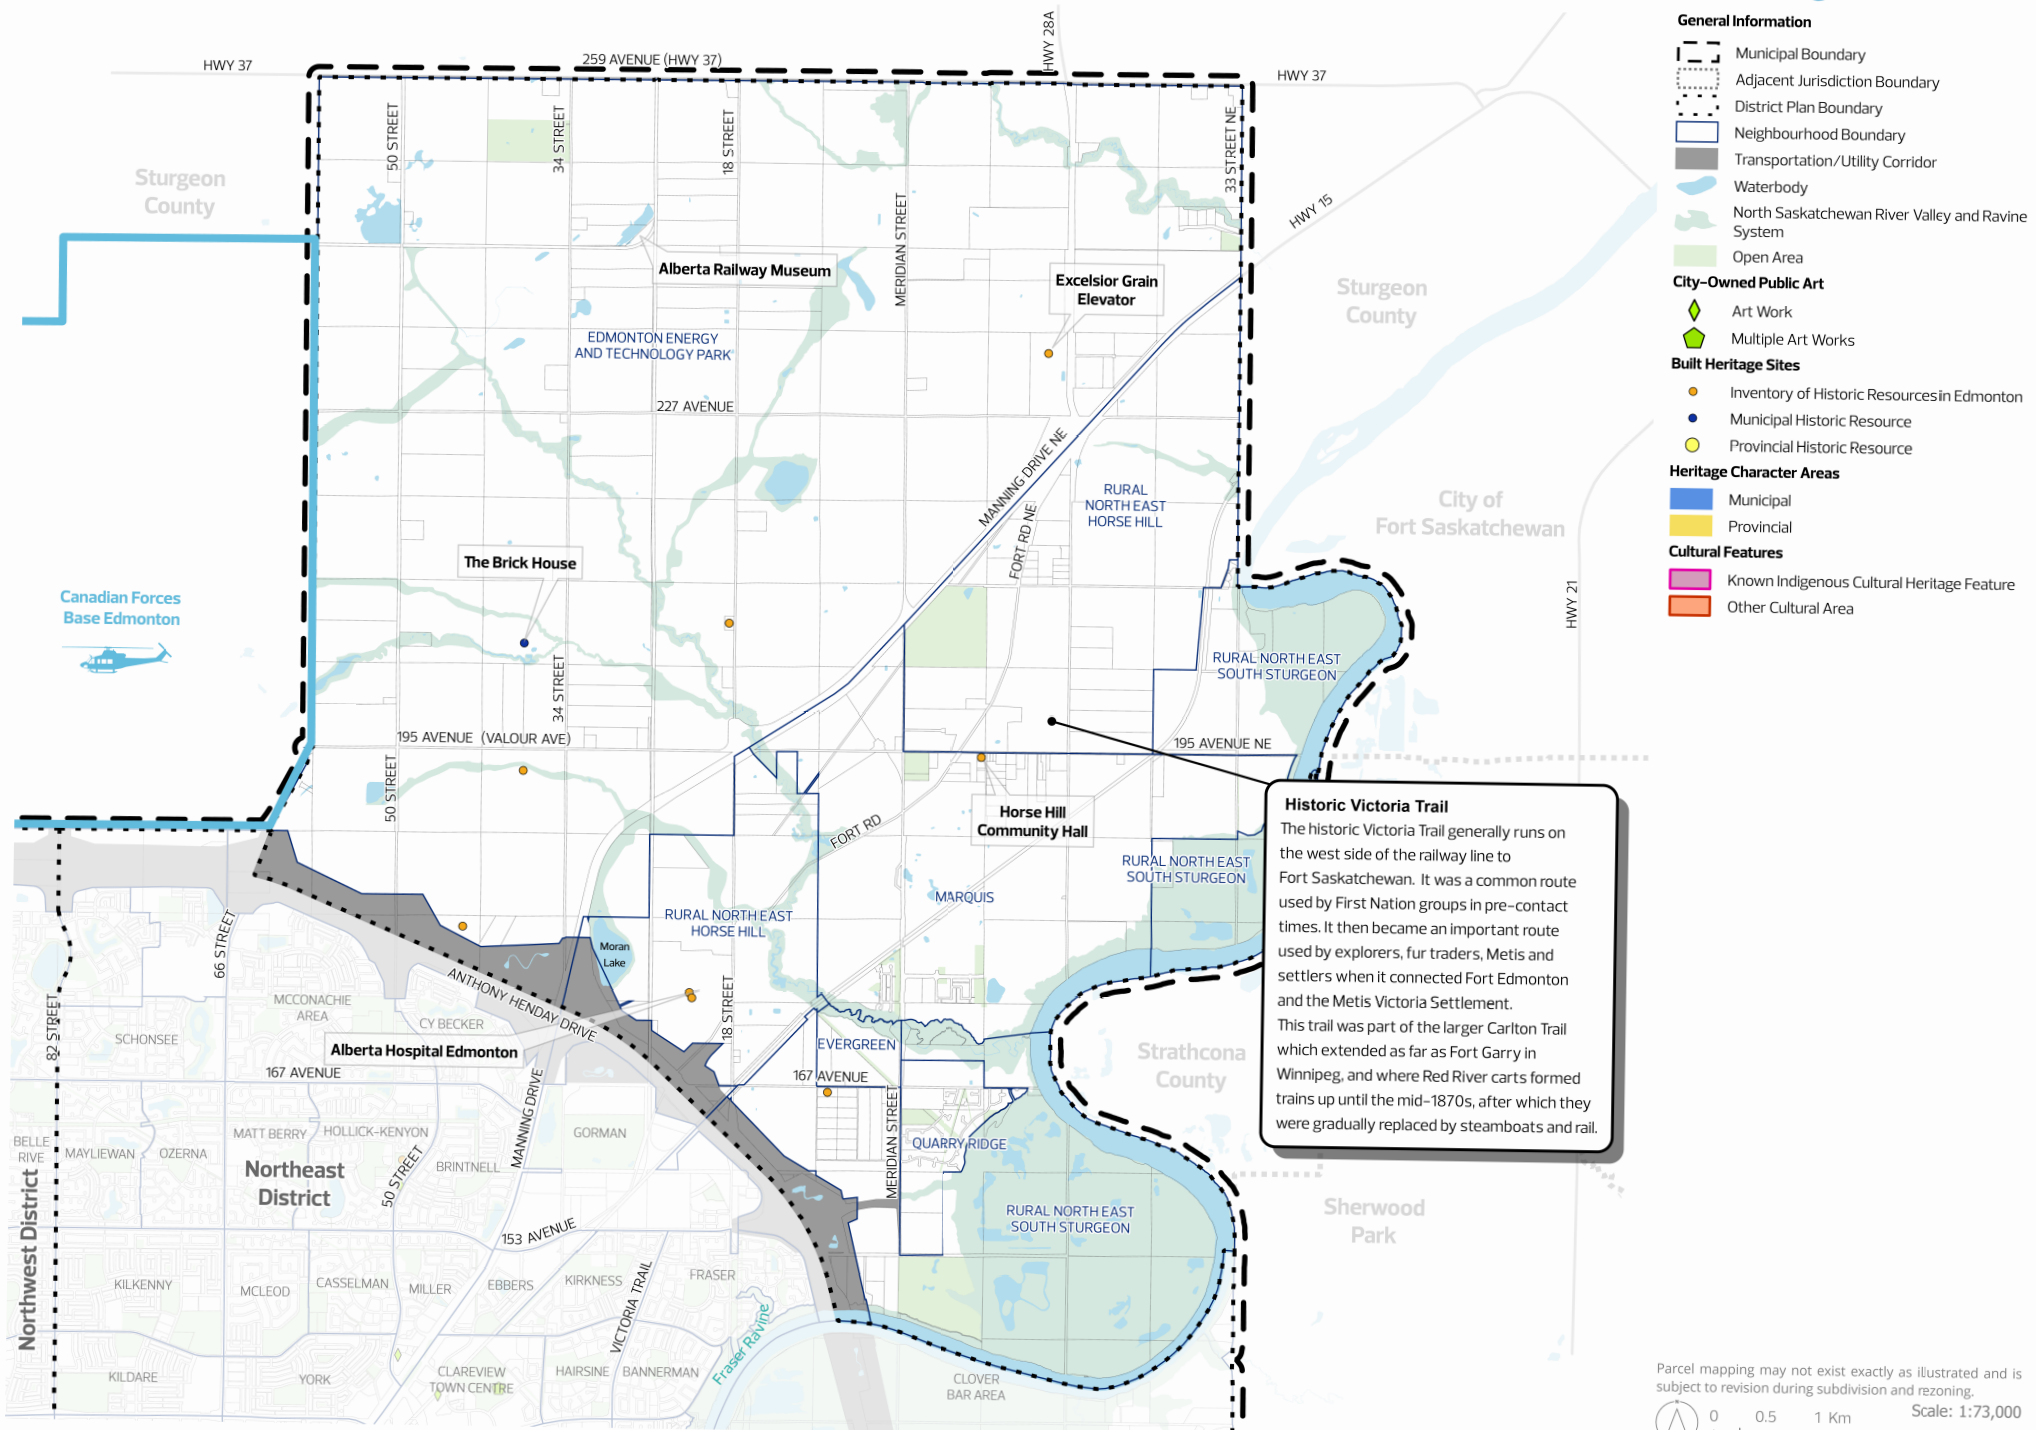 HWY 37
259 AVENUE (HWY 37)
HWY 28A
HWY 37
50 STREET
34 STREET
18 STREET
MERIDIAN STREET
33 STREET NE
HWY 15
Sturgeon
County
Alberta Railway Museum
Excelsior Grain
Elevator
Sturgeon
County
EDMONTON ENERGY
AND TECHNOLOGY PARK
227 AVENUE
MANNING DRIVE NE
FORT RD NE
RURAL
NORTH EAST
HORSE HILL
City of
Fort Saskatchewan
The Brick House
Canadian Forces
Base Edmonton
HWY 21
34 STREET
RURAL NORTH EAST
SOUTH STURGEON
195 AVENUE (VALOUR AVE)
195 AVENUE NE
50 STREET
FORT RD
Horse Hill
Community Hall
RURAL NORTH EAST
SOUTH STURGEON
MARQUIS
RURAL NORTH EAST
HORSE HILL
Moran
Lake
66 STREET
ANTHONY HENDAY DRIVE
18 STREET
82 STREET
MCCONACHIE
AREA
CY BECKER
SCHONSEE
Alberta Hospital Edmonton
EVERGREEN
167 AVENUE
167 AVENUE
MANNING DRIVE
MERIDIAN STREET
Strathcona
County
BELLE
RIVE
MAYLIEWAN
OZERNA
MATT BERRY
HOLLICK-KENYON
GORMAN
BRINTNELL
50 STREET
QUARRY RIDGE
Northeast
District
Northwest District
RURAL NORTH EAST
SOUTH STURGEON
Sherwood
Park
153 AVENUE
KILKENNY
MCLEOD
CASSELMAN
MILLER
EBBERS
KIRKNESS
FRASER
VICTORIA TRAIL
Fraser Ravine
KILDARE
YORK
CLAREVIEW
TOWN CENTRE
HAIRSINE
BANNERMAN
CLOVER
BAR AREA
Historic Victoria Trail
The historic Victoria Trail generally runs on
the west side of the railway line to
Fort Saskatchewan. It was a common route
used by First Nation groups in pre-contact
times. It then became an important route
used by explorers, fur traders, Metis and
settlers when it connected Fort Edmonton
and the Metis Victoria Settlement.
This trail was part of the larger Carlton Trail
which extended as far as Fort Garry in
Winnipeg, and where Red River carts formed
trains up until the mid-1870s, after which they
were gradually replaced by steamboats and rail.
General Information
Municipal Boundary
Adjacent Jurisdiction Boundary
District Plan Boundary
Neighbourhood Boundary
Transportation/Utility Corridor
Waterbody
North Saskatchewan River Valley and Ravine
System
Open Area
City-Owned Public Art
Art Work
Multiple Art Works
Built Heritage Sites
Inventory of Historic Resources in Edmonton
Municipal Historic Resource
Provincial Historic Resource
Heritage Character Areas
Municipal
Provincial
Cultural Features
Known Indigenous Cultural Heritage Feature
Other Cultural Area
Parcel mapping may not exist exactly as illustrated and is
subject to revision during subdivision and rezoning.
0 0.5 1 Km
Scale: 1:73,000